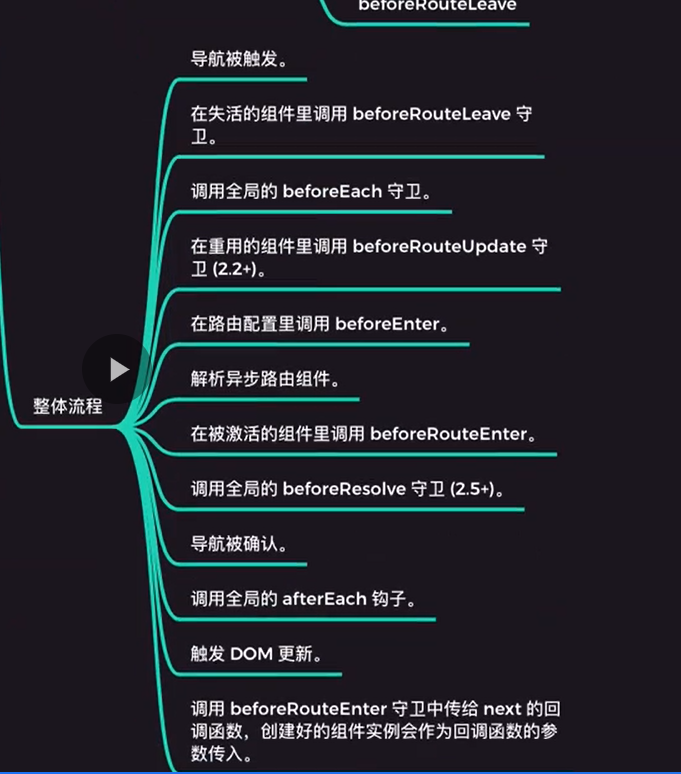 beforeRouteLeave
导航被触发。
在失活的组件里调用 beforeRouteLeave 守
卫。
调用全局的 beforeEach 守卫。
在重用的组件里调用 beforeRouteUpdate 守
卫 (2.2+)。
在路由配置里调用 beforeEnter。
解析异步路由组件。
整体流程
在被激活的组件里调用 beforeRouteEnter。
调用全局的 beforeResolve 守卫 (2.5+)。
导航被确认。
调用全局的 afterEach 钩子。
触发 DOM 更新。
调用 beforeRouteEnter 守卫中传给 next 的回
调函数，创建好的组件实例会作为回调函数的参
数传入。